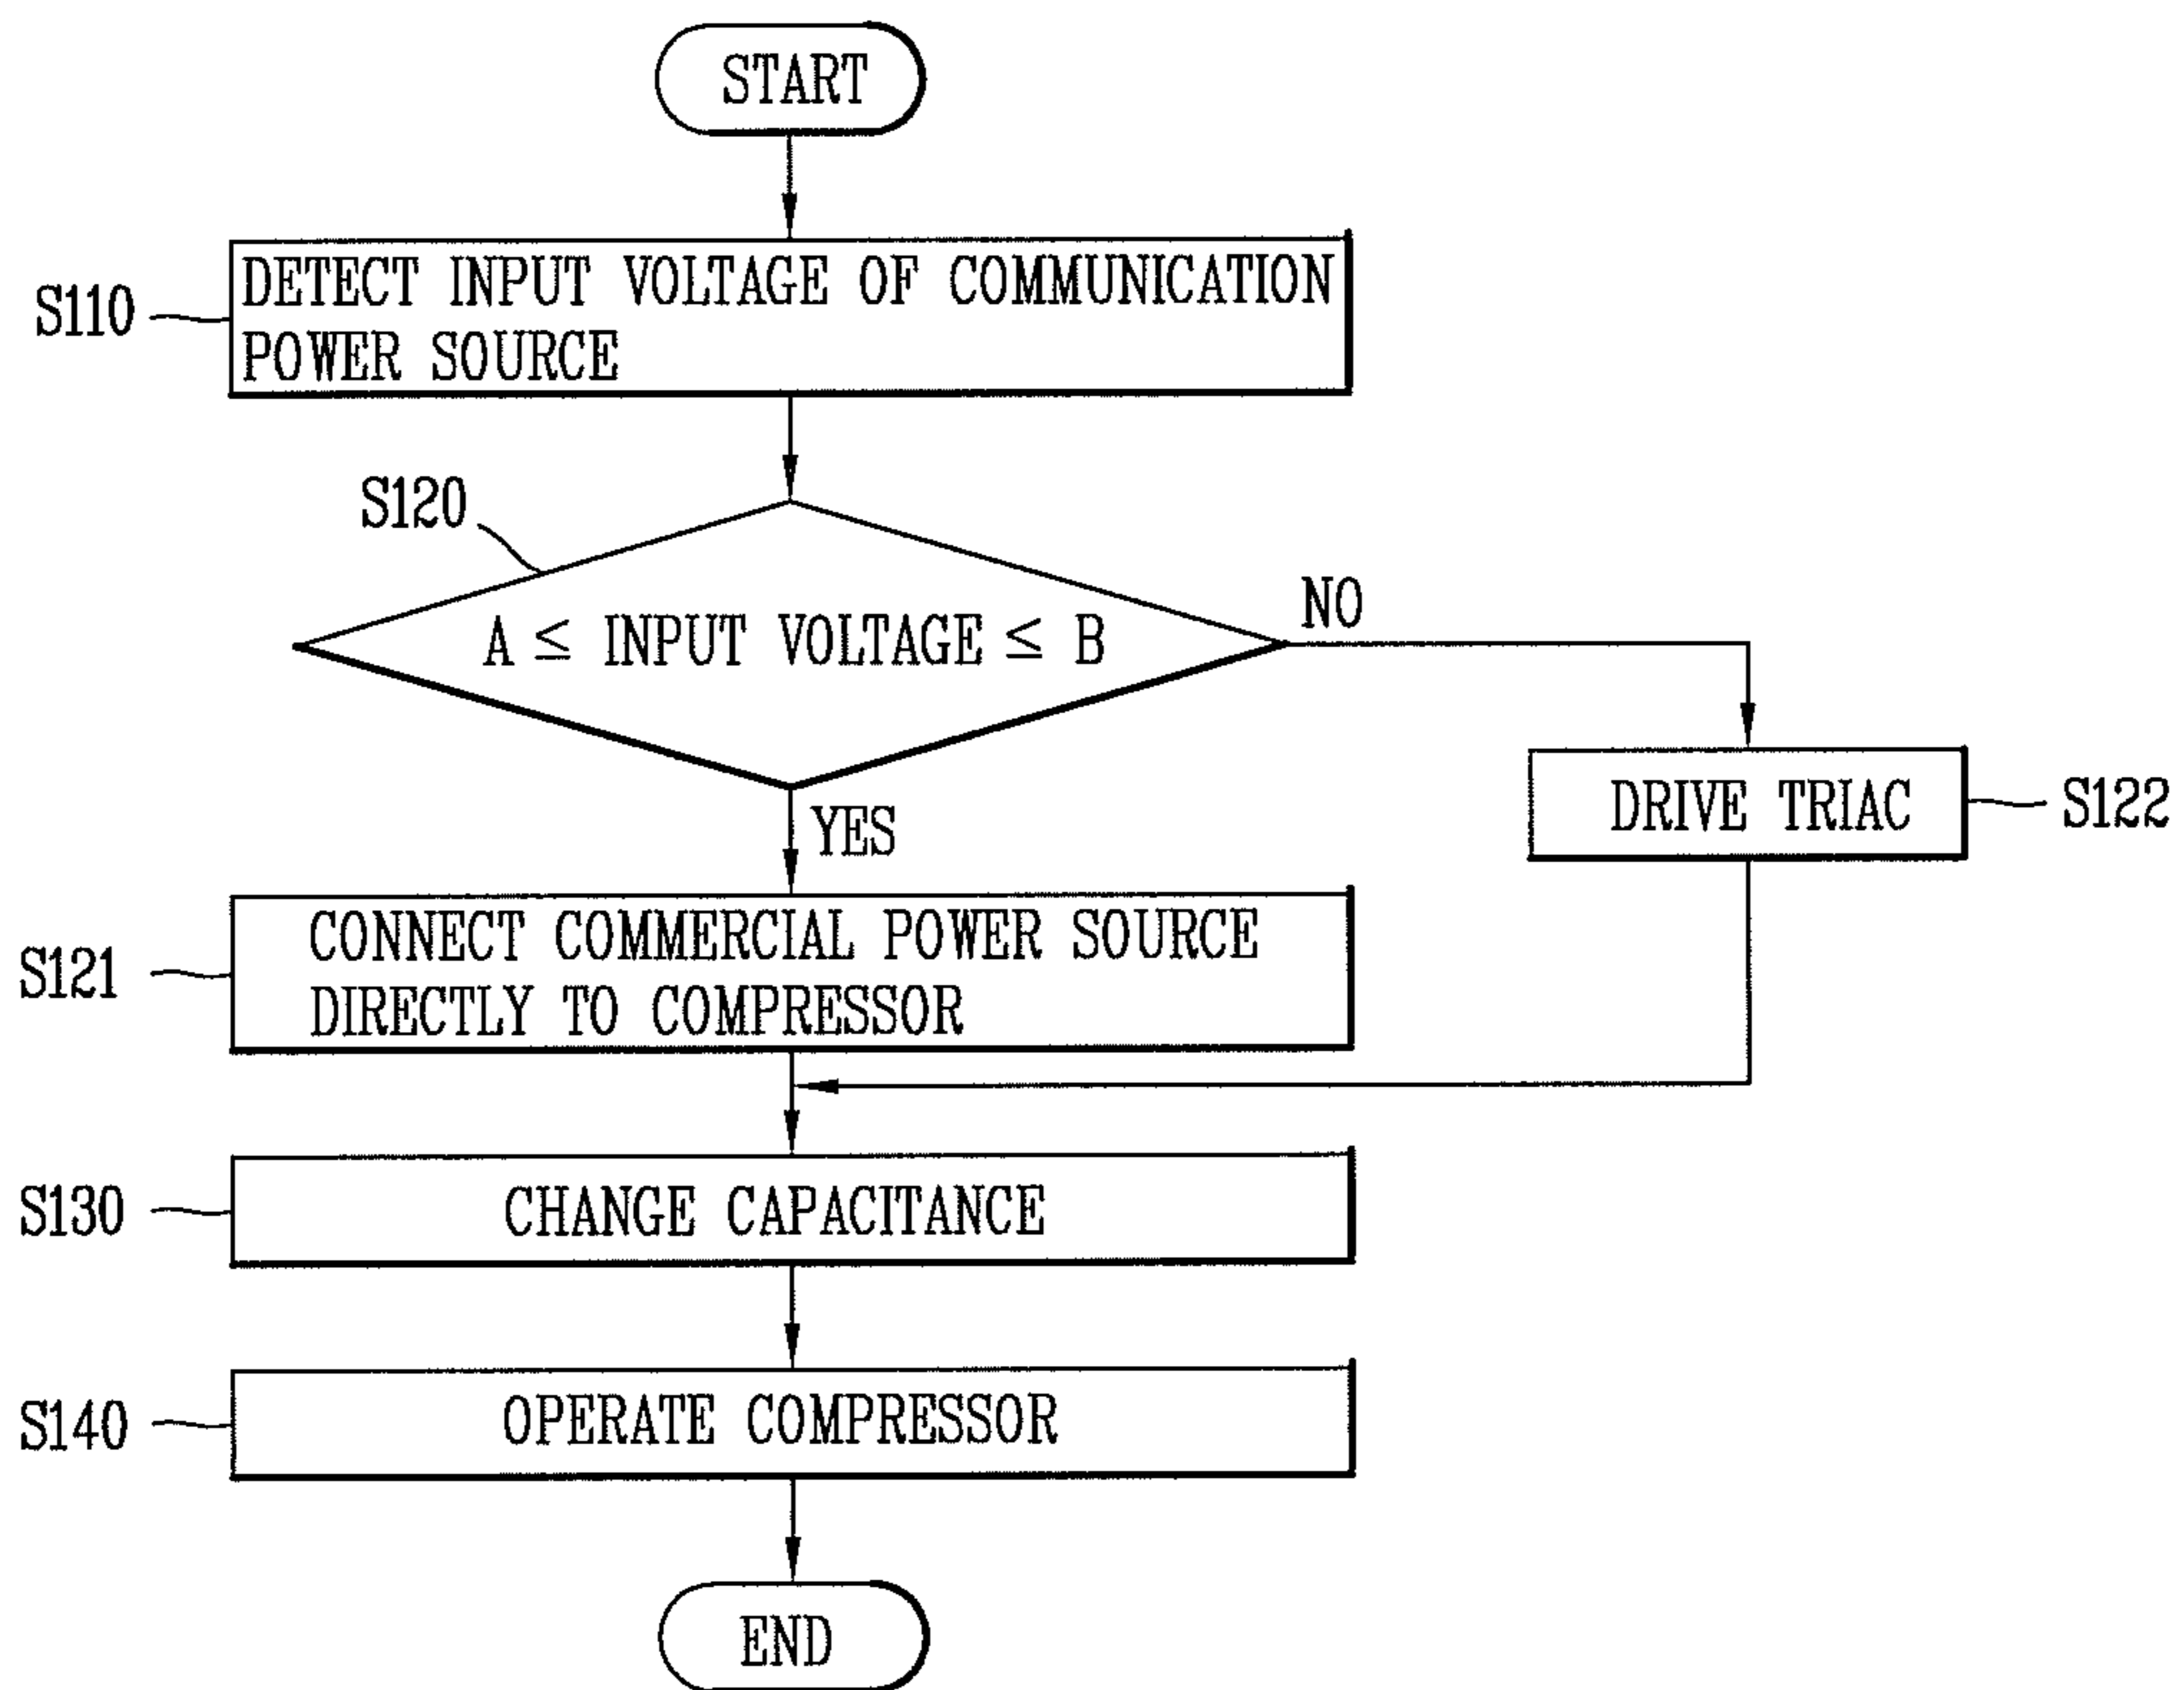 START
S110
DETECT INPUT VOLTAGE OF COMMUNICATION
POWER SOURCE
S120
A ≤ INPUT VOLTAGE ≤ B
NO
YES
DRIVE TRIAC
S122
S121
CONNECT COMMERCIAL POWER SOURCE
DIRECTLY TO COMPRESSOR
S130
CHANGE CAPACITANCE
S140
OPERATE COMPRESSOR
END